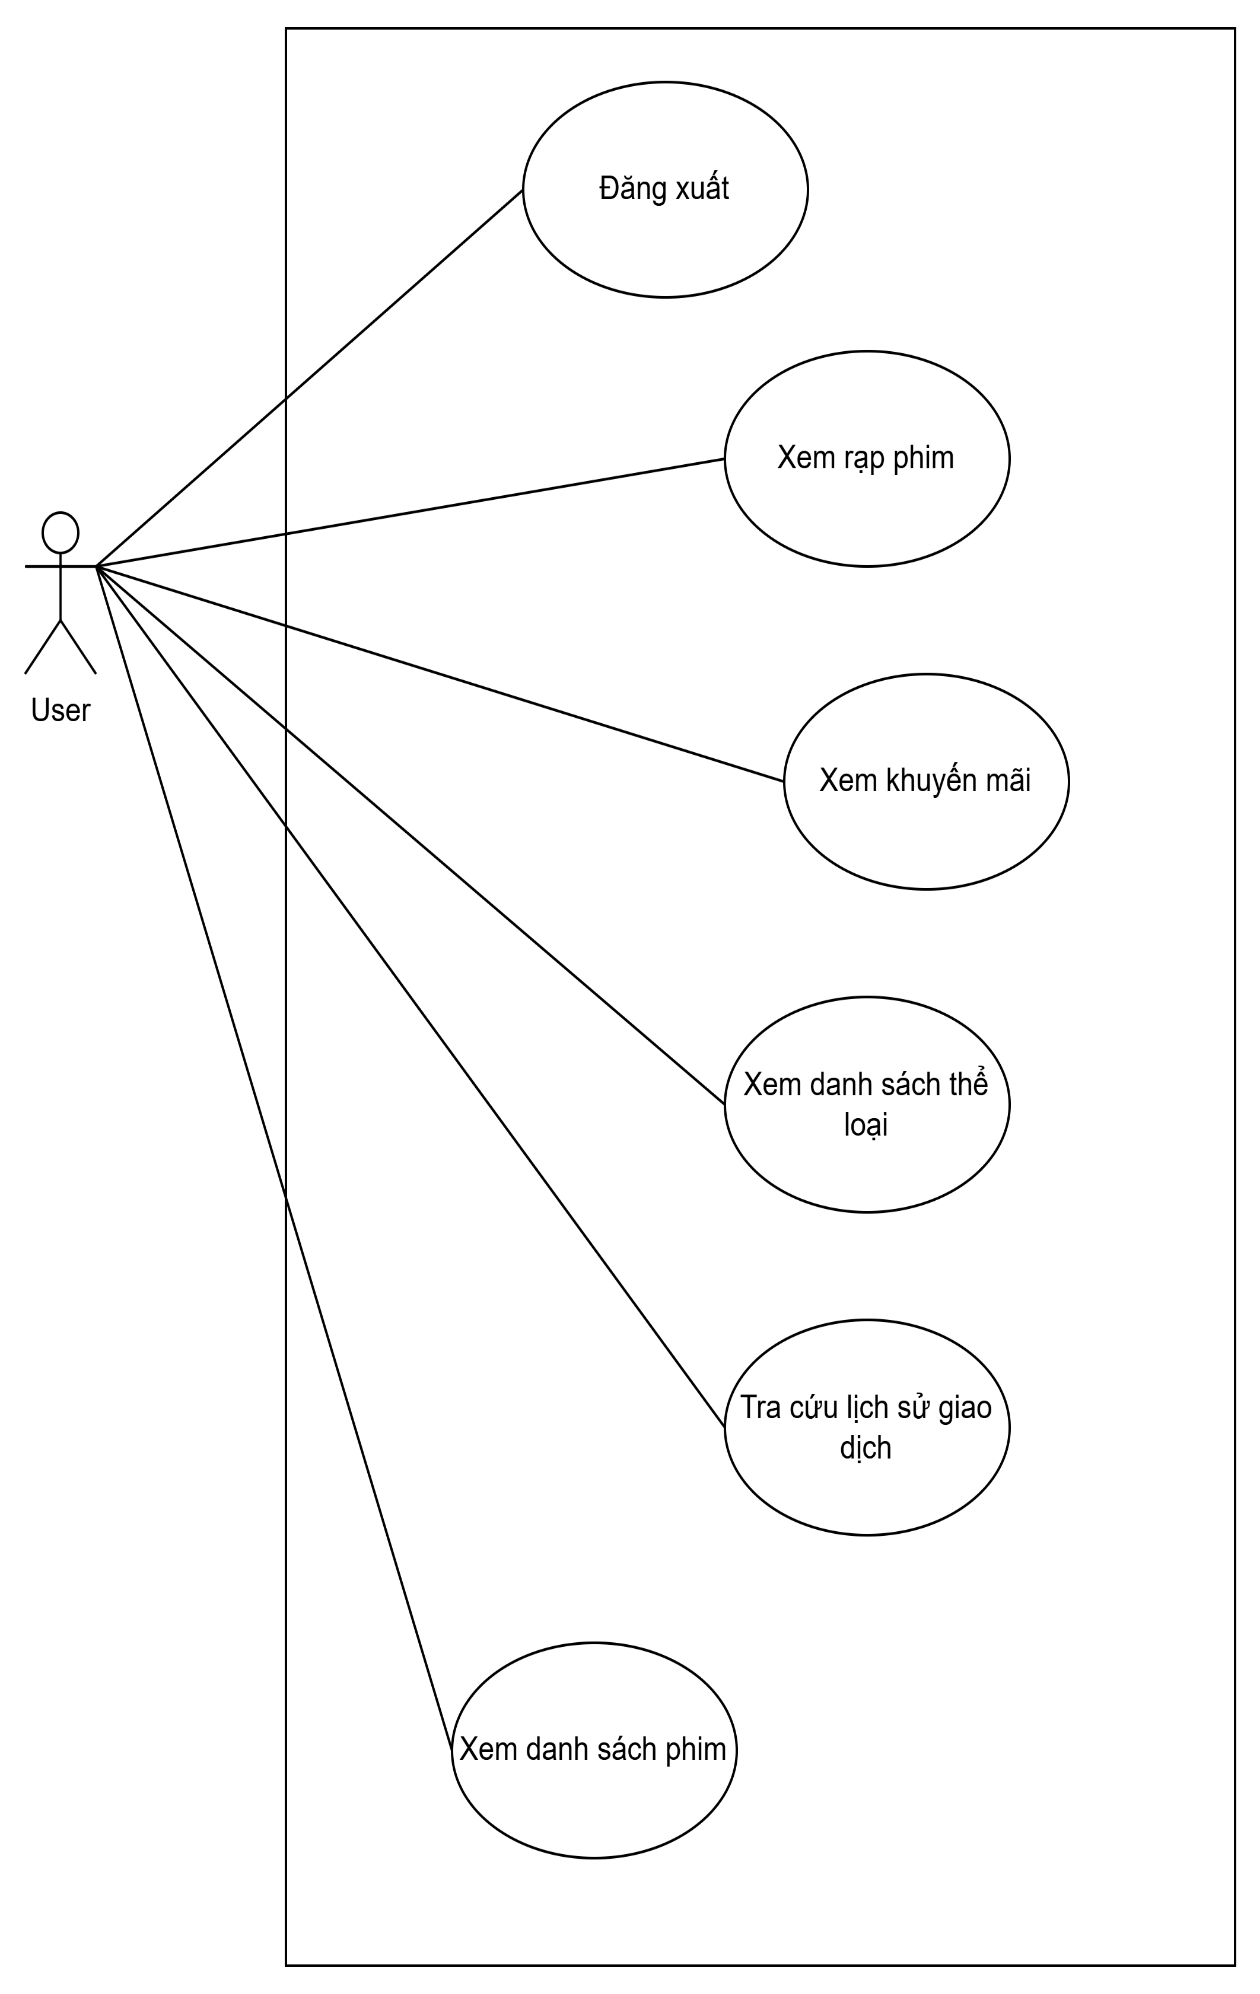 Đăng xuất
Xem rạp phim
User
Xem khuyến mãi
Xem danh sách thể
loại
Tra cứu lịch sử giao
dịch
Xem danh sách phim